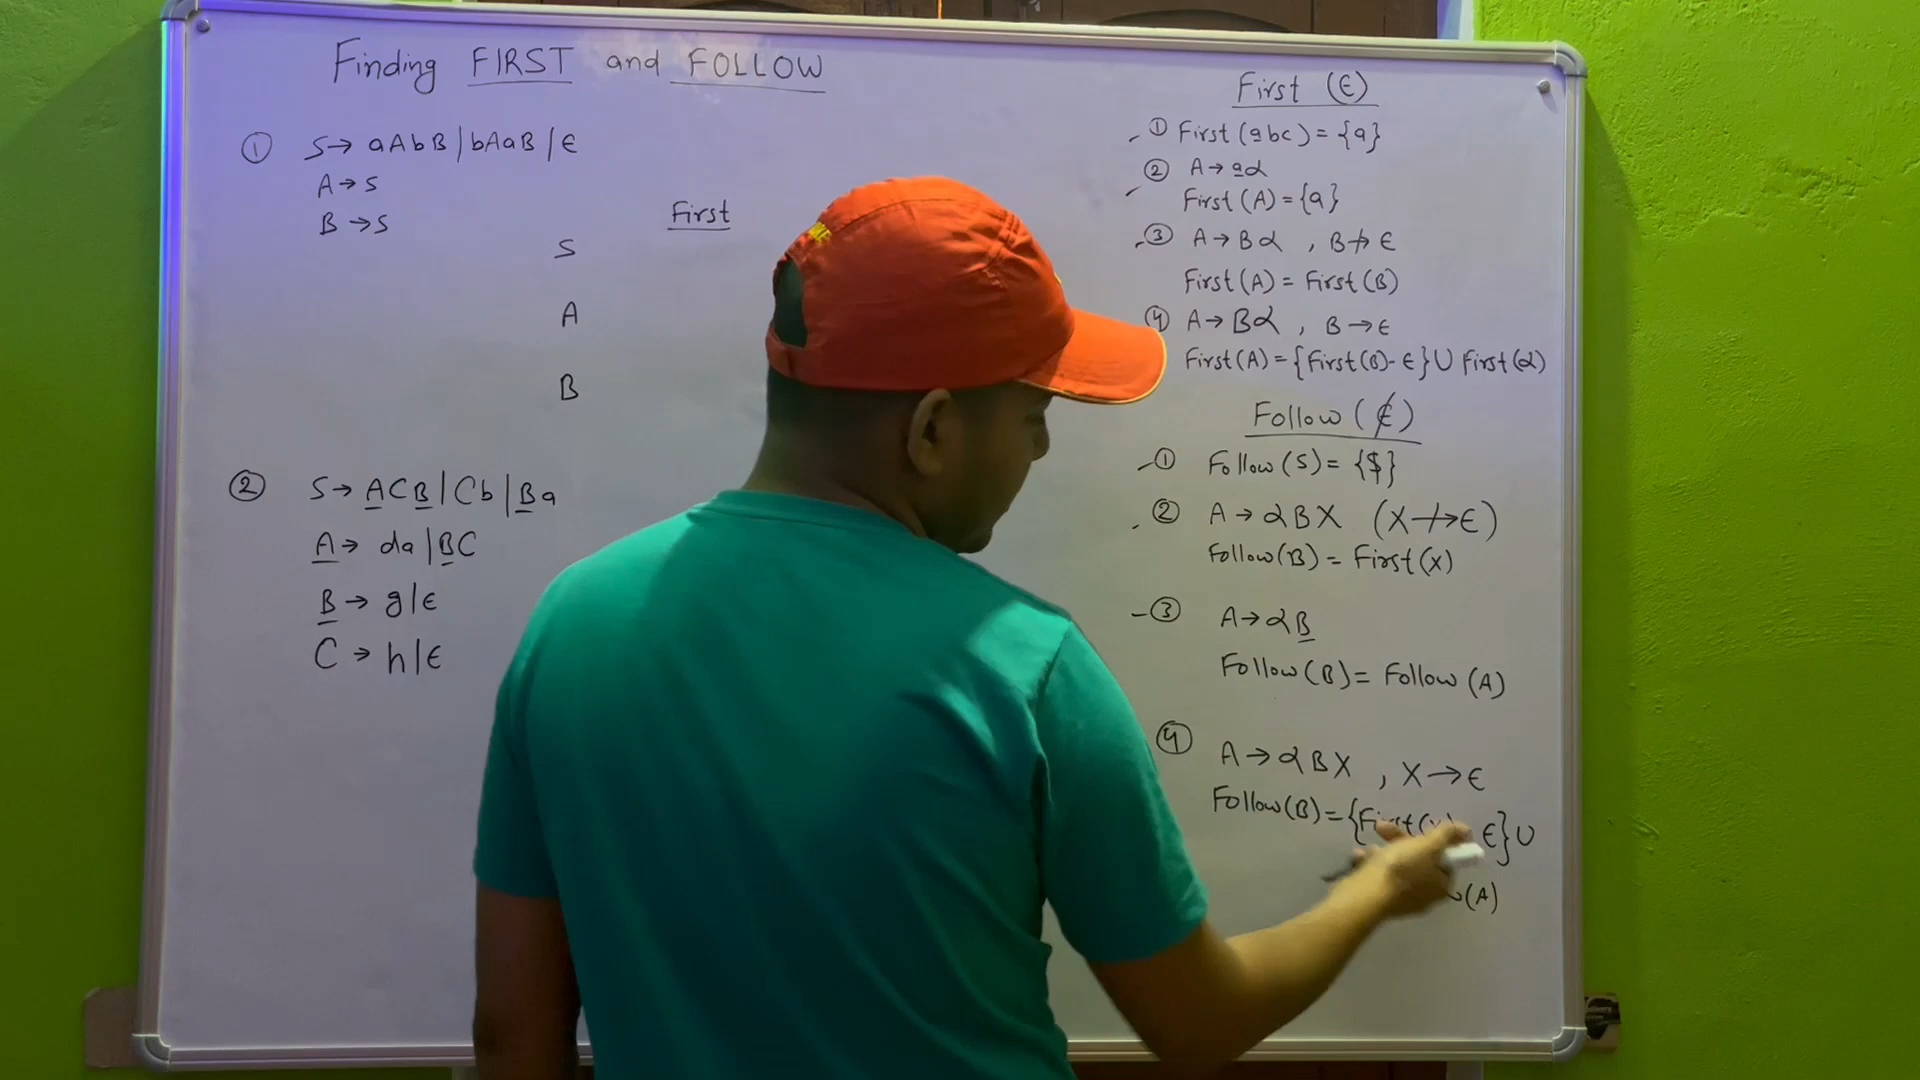 Finding FIRST and FOLLOW
① S→ aAbB | bAaB | ϵ
A→ S
B → S
First
S
A
B
② S→ ACB | Cb | Ba
A→ da | BC
B → g | ϵ
C → h | ϵ
First (ϵ)
① First (abc) = {a}
② A→ aα
First (A) = {a}
③ A→ Bα , B↛ ϵ
First (A) = First (B)
④ A→ Bα , B → ϵ
First (A) = {First (B) - ϵ} ∪ First (α)
Follow (ϵ̸)
① Follow (S) = {$}
② A→ αBX (X↛ϵ)
Follow (B) = First (X)
③ A→ αB
Follow (B) = Follow (A)
④ A→ αBX , X→ ϵ
Follow (B) = { ϵ} ∪
(A)